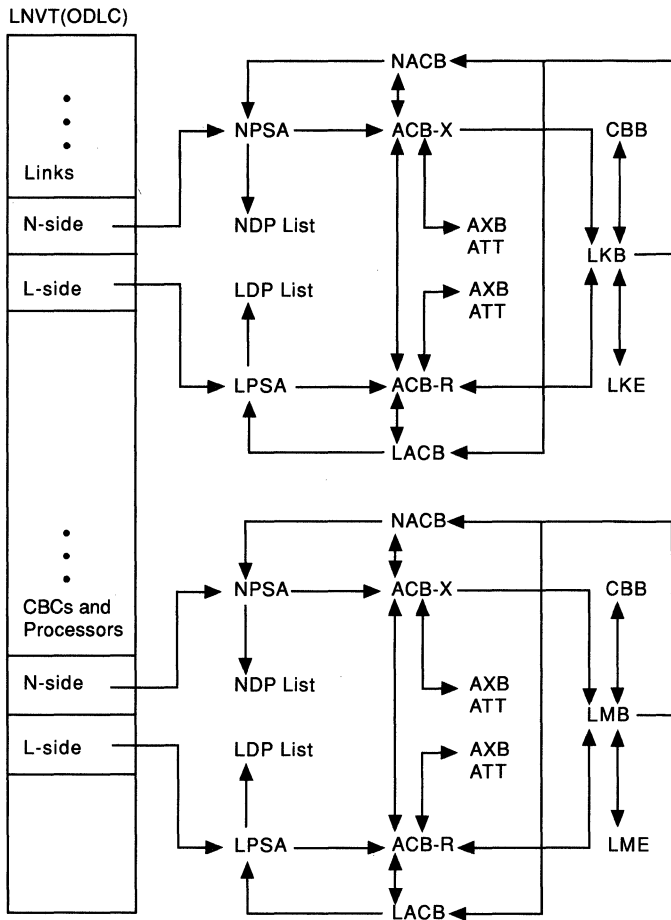 LNVT(ODLC)
NACB
NPSA
ACB-X
CBB
Links
N-side
NDP List
AXB
ATT
LKB
L-side
LDP List
AXB
ATT
LPSA
ACB-R
LKE
LACB
NACB
NPSA
ACB-X
CBB
CBCs and
Processors
N-side
NDP List
AXB
ATT
LMB
L-side
LDP List
AXB
ATT
LPSA
ACB-R
LME
LACB